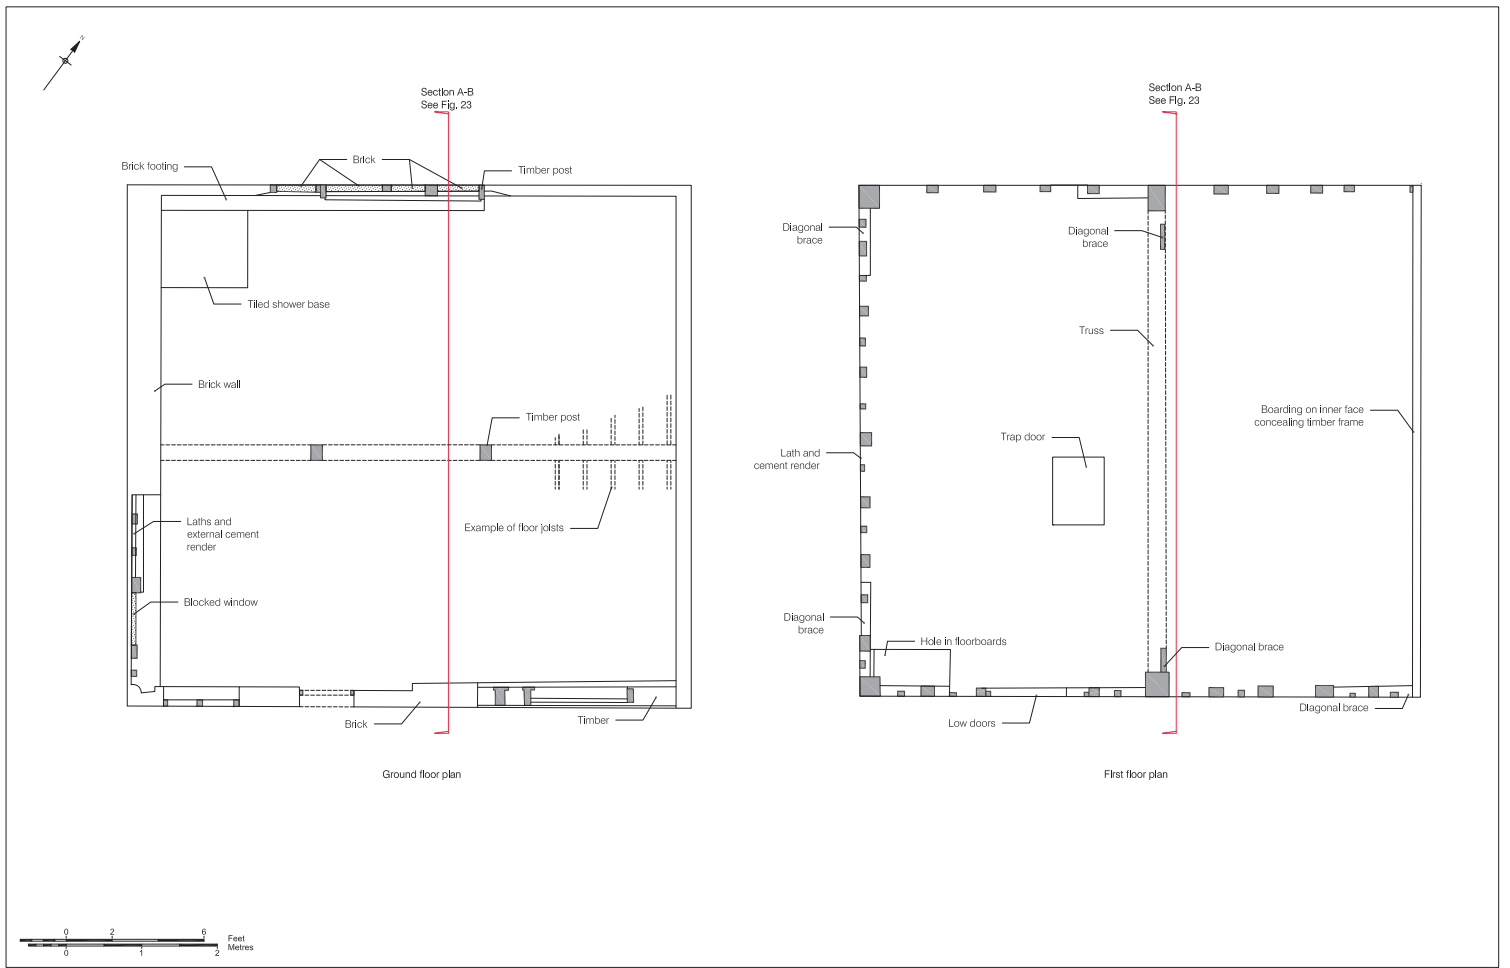 N
Section A-B
See Fig. 23
Brick footing
Brick
Timber post
Tiled shower base
Brick wall
Timber post
Laths and
external cement
render
Example of floor joists
Blocked window
Brick
Timber
Ground floor plan
Section A-B
See Fig. 23
Diagonal
brace
Diagonal
brace
Truss
Boarding on inner face
concealing timber frame
Trap door
Lath and
cement render
Diagonal
brace
Hole in floorboards
Diagonal brace
Low doors
Diagonal brace
First floor plan
0 2 6
Feet
Metres
0 1 2